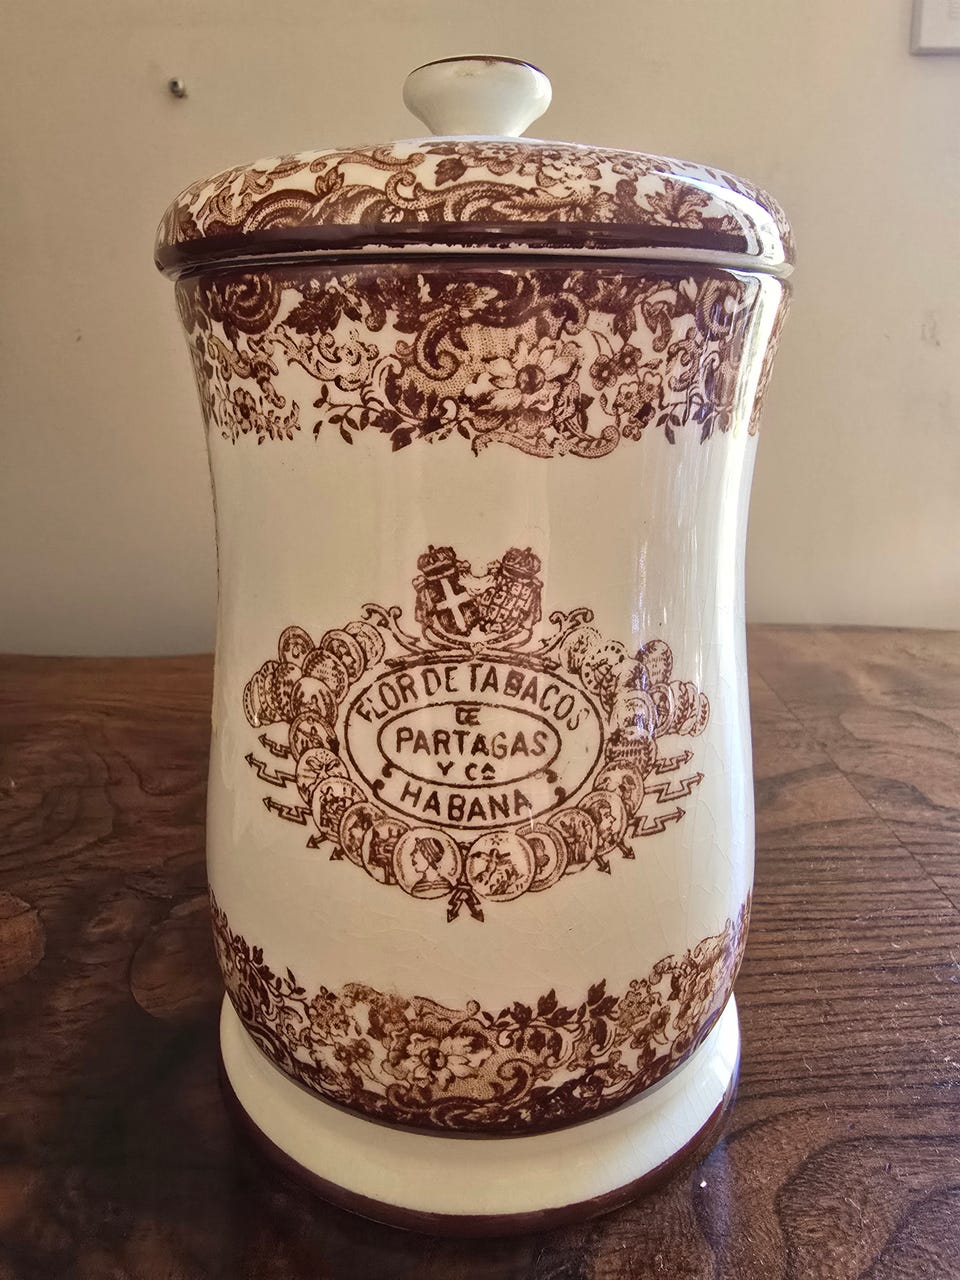 FLOR DE TABACOS
DE
PARTAGAS
Y Cª
HABANA